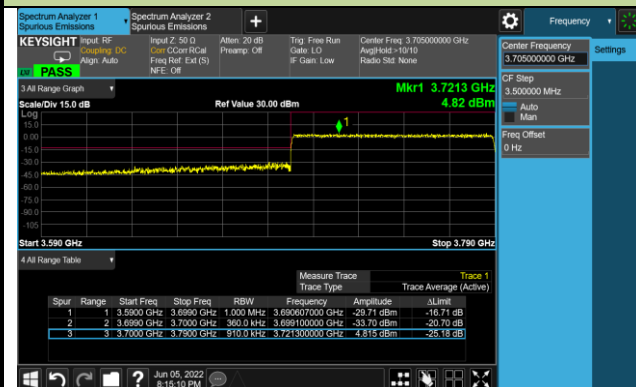 Spectrum Analyzer 1
Spurious Emissions
Spectrum Analyzer 2
Spurious Emissions
+
Frequency
KEYSIGHT
Input: RF
Coupling: DC
Align: Auto
Input Z: 50 Ω
Corr CCorr RCal
Freq Ref: Ext (S)
NFE: Off
Atten: 20 dB
Preamp: Off
Trig: Free Run
Gate: LO
IF Gain: Low
Center Freq: 3.705000000 GHz
Avg|Hold:>10/10
Radio Std: None
PASS
Center Frequency
3.705000000 GHz
Settings
CF Step
3.500000 MHz
Auto
Man
Freq Offset
0 Hz
3 All Range Graph
Mkr1 3.7213 GHz
Scale/Div 15.0 dB
Ref Value 30.00 dBm
4.82 dBm
Log
15.0
0.00
-15.0
-30.0
-45.0
-60.0
-75.0
-90.0
-105
1
Start 3.590 GHz
Stop 3.790 GHz
4 All Range Table
Measure Trace Trace 1
Trace Type Trace Average (Active)
Spur Range Start Freq Stop Freq RBW Frequency Amplitude ΔLimit
1 1 3.5900 GHz 3.6990 GHz 1.000 MHz 3.690607000 GHz -29.71 dBm -16.71 dB
2 2 3.6990 GHz 3.7000 GHz 360.0 kHz 3.699100000 GHz -33.70 dBm -20.70 dB
3 3 3.7000 GHz 3.7900 GHz 910.0 kHz 3.721300000 GHz 4.815 dBm -25.18 dB
?
Jun 05, 2022
8:15:10 PM